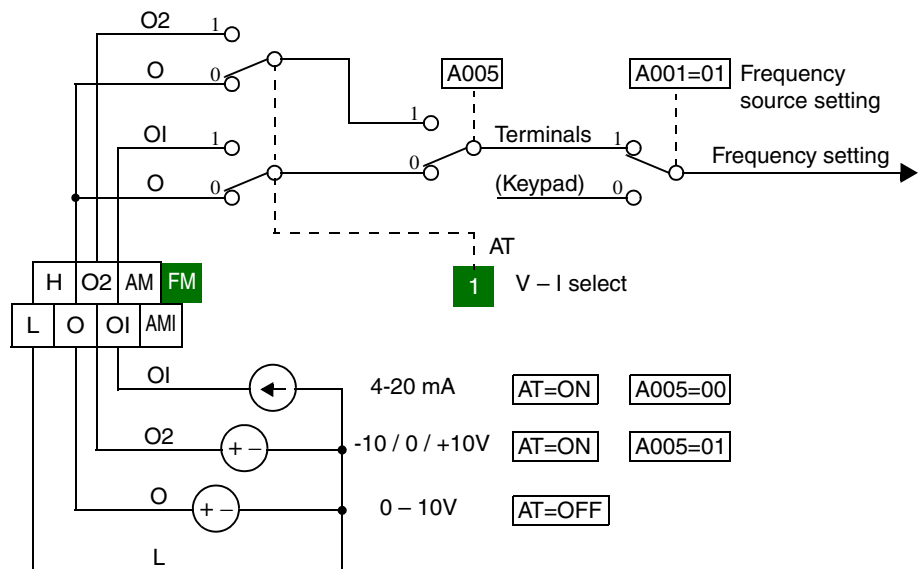 O2
1
O
0
A005
A001=01
Frequency
source setting
1
OI
1
Terminals
1
Frequency setting
O
0
0
(Keypad)
0
AT
H
O2
AM
FM
1
V – I select
L
O
OI
AMI
OI
4-20 mA
AT=ON
A005=00
O2
+ –
-10 / 0 / +10V
AT=ON
A005=01
O
+ –
0 – 10V
AT=OFF
L